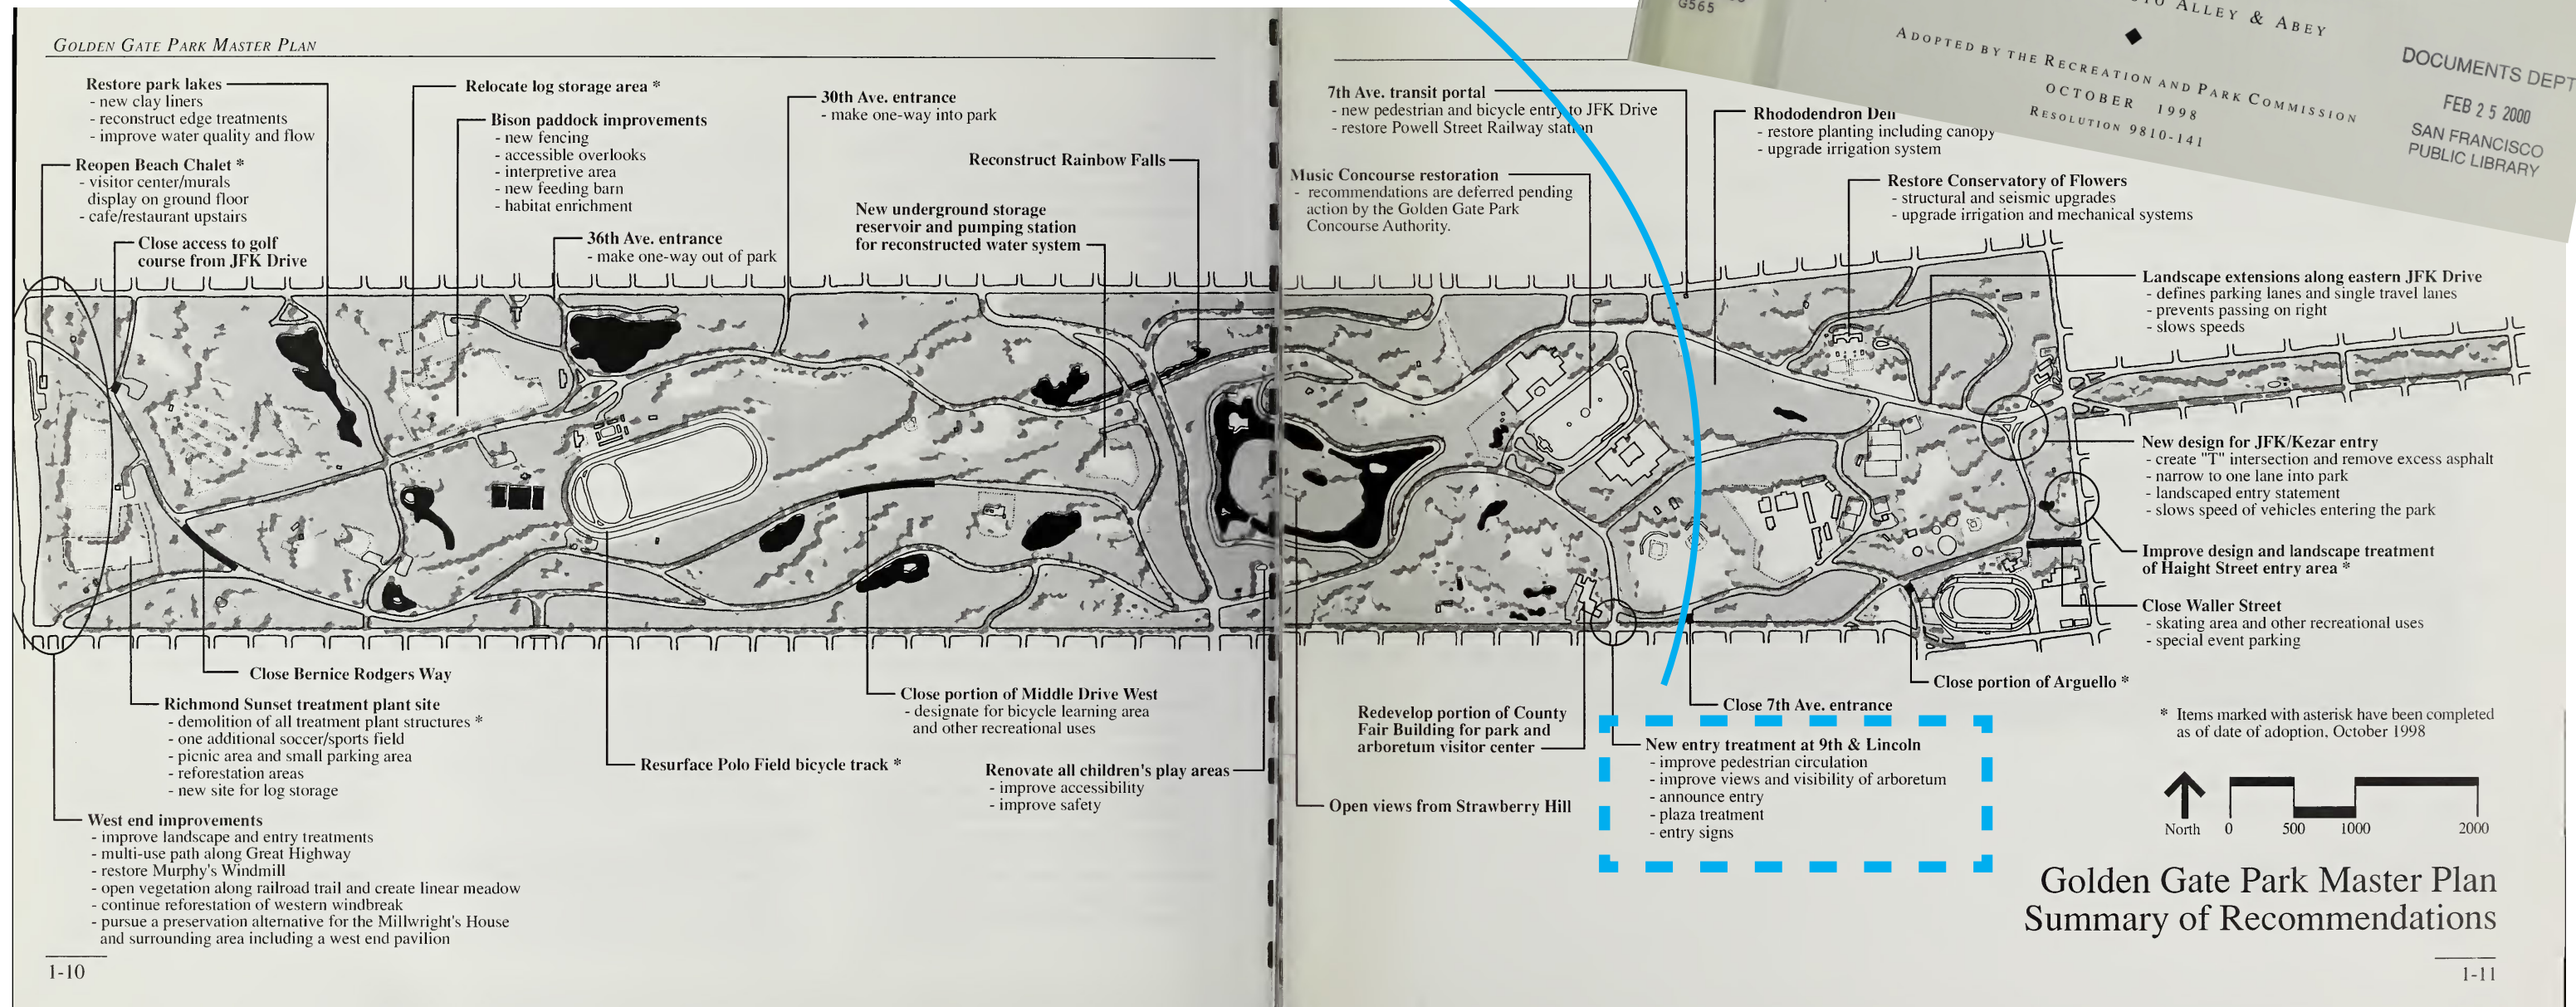 GOLDEN GATE PARK MASTER PLAN
Restore park lakes
- new clay liners
- reconstruct edge treatments
- improve water quality and flow
Reopen Beach Chalet *
- visitor center/murals
display on ground floor
- cafe/restaurant upstairs
Close access to golf
course from JFK Drive
Relocate log storage area *
Bison paddock improvements
- new fencing
- accessible overlooks
- interpretive area
- new feeding barn
- habitat enrichment
36th Ave. entrance
- make one-way out of park
30th Ave. entrance
- make one-way into park
Reconstruct Rainbow Falls
New underground storage
reservoir and pumping station
for reconstructed water system
Close Bernice Rodgers Way
Richmond Sunset treatment plant site
- demolition of all treatment plant structures *
- one additional soccer/sports field
- picnic area and small parking area
- reforestation areas
- new site for log storage
West end improvements
- improve landscape and entry treatments
- multi-use path along Great Highway
- restore Murphy's Windmill
- open vegetation along railroad trail and create linear meadow
- continue reforestation of western windbreak
- pursue a preservation alternative for the Millwright's House
and surrounding area including a west end pavilion
Resurface Polo Field bicycle track *
Close portion of Middle Drive West
- designate for bicycle learning area
and other recreational uses
Renovate all children's play areas
- improve accessibility
- improve safety
1-10
G565
ALLEY & ABEY
ADOPTED BY THE RECREATION AND PARK COMMISSION
OCTOBER 1998
RESOLUTION 9810-141
DOCUMENTS DEPT
FEB 25 2000
SAN FRANCISCO
PUBLIC LIBRARY
7th Ave. transit portal
- new pedestrian and bicycle entry to JFK Drive
- restore Powell Street Railway station
Music Concourse restoration
- recommendations are deferred pending
action by the Golden Gate Park
Concourse Authority.
Rhododendron Dell
- restore planting including canopy
- upgrade irrigation system
Restore Conservatory of Flowers
- structural and seismic upgrades
- upgrade irrigation and mechanical systems
Landscape extensions along eastern JFK Drive
- defines parking lanes and single travel lanes
- prevents passing on right
- slows speeds
New design for JFK/Kezar entry
- create "T" intersection and remove excess asphalt
- narrow to one lane into park
- landscaped entry statement
- slows speed of vehicles entering the park
Improve design and landscape treatment
of Haight Street entry area *
Close Waller Street
- skating area and other recreational uses
- special event parking
Close portion of Arguello *
Close 7th Ave. entrance
New entry treatment at 9th & Lincoln
- improve pedestrian circulation
- improve views and visibility of arboretum
- announce entry
- plaza treatment
- entry signs
Redevelop portion of County
Fair Building for park and
arboretum visitor center
Open views from Strawberry Hill
* Items marked with asterisk have been completed
as of date of adoption, October 1998
North
0 500 1000 2000
Golden Gate Park Master Plan
Summary of Recommendations
1-11